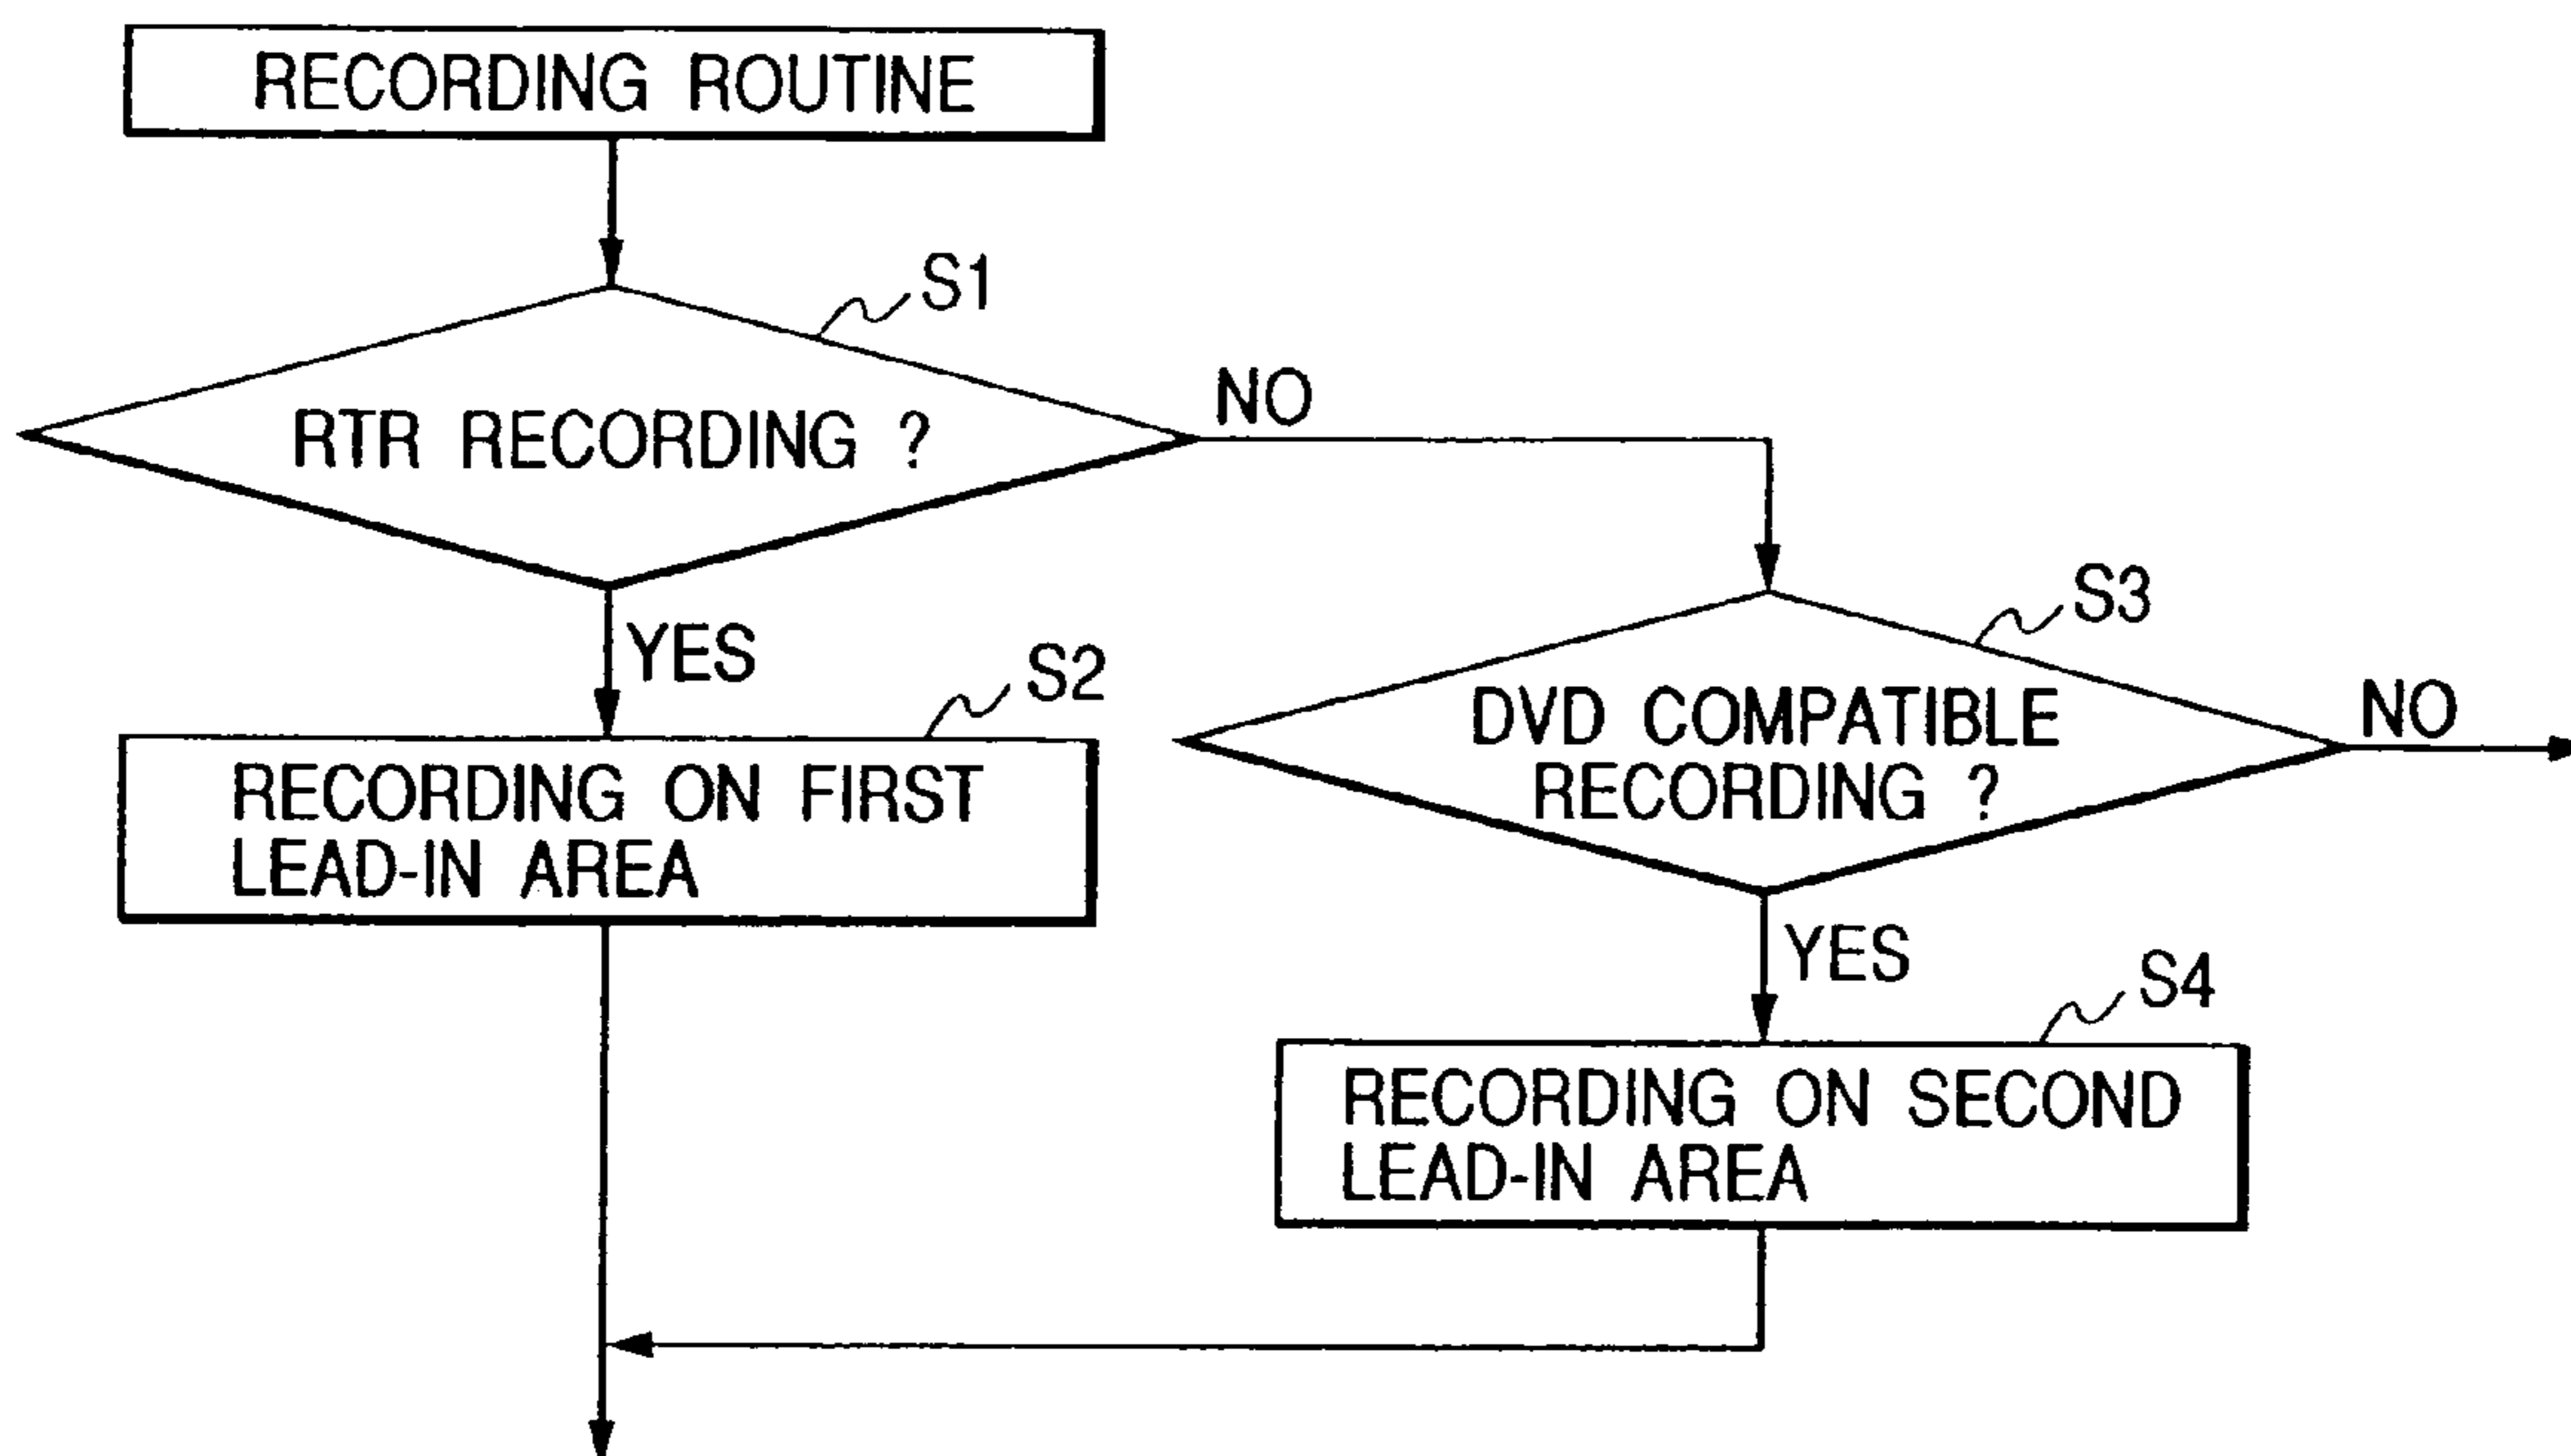 RECORDING ROUTINE
S1
RTR RECORDING ?
NO
YES
S2
RECORDING ON FIRST
LEAD-IN AREA
S3
DVD COMPATIBLE
RECORDING ?
NO
YES
S4
RECORDING ON SECOND
LEAD-IN AREA